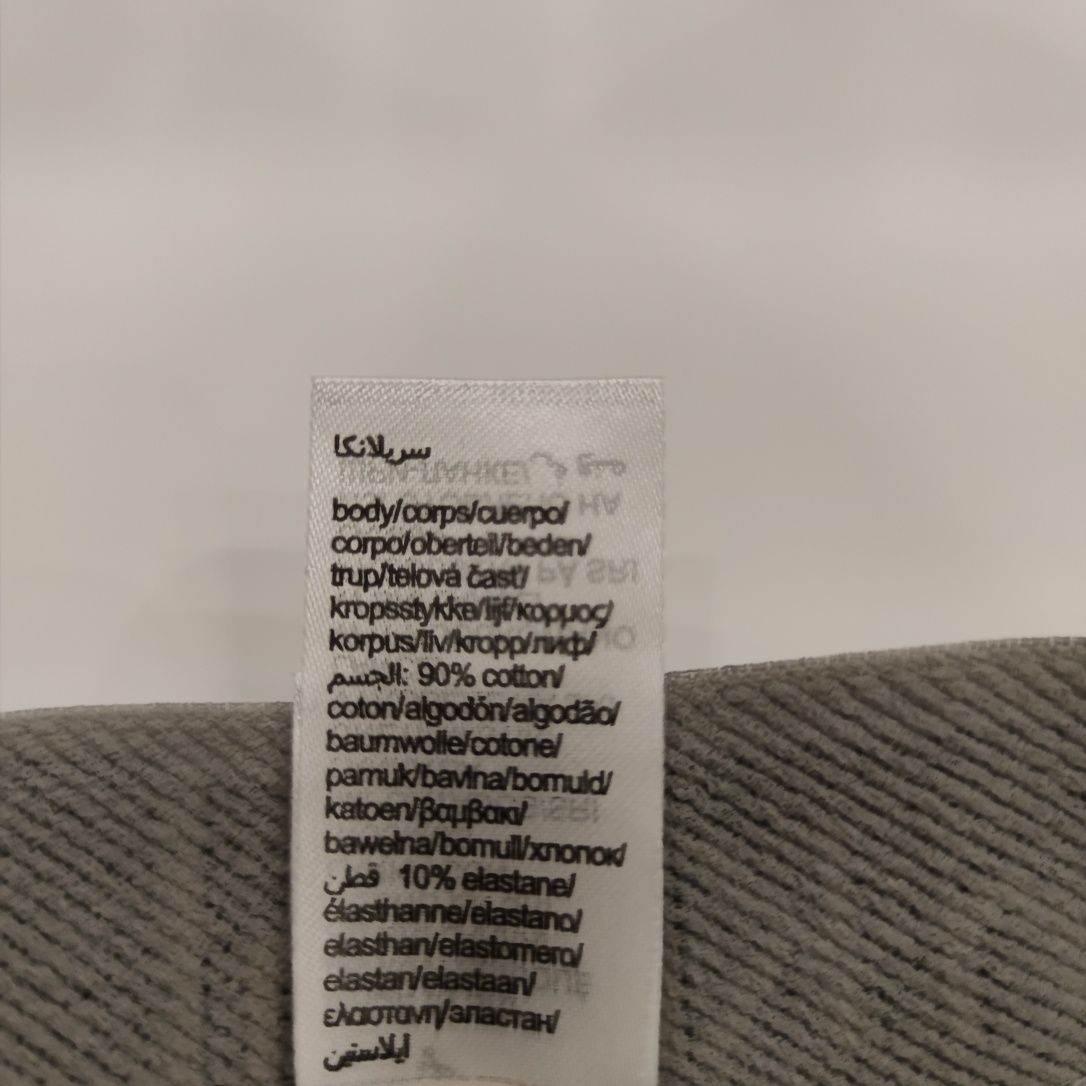 سريلانكا
body/corps/cuerpo/
corpo/oberteil/beden/
trup/telová časť/
kropsstykke/lijf/κορμος/
korpus/liv/kropp/лиф/
الجسم: 90% cotton/
coton/algodón/algodão/
baumwolle/cotone/
pamuk/bavlna/bomuld/
katoen/βαμβακι/
bawełna/bomull/хлопок/
قطن 10% elastane/
élasthanne/elastano/
elasthan/elastomero/
elastan/elastaan/
ελαστανη/эластан/
ايلاستين